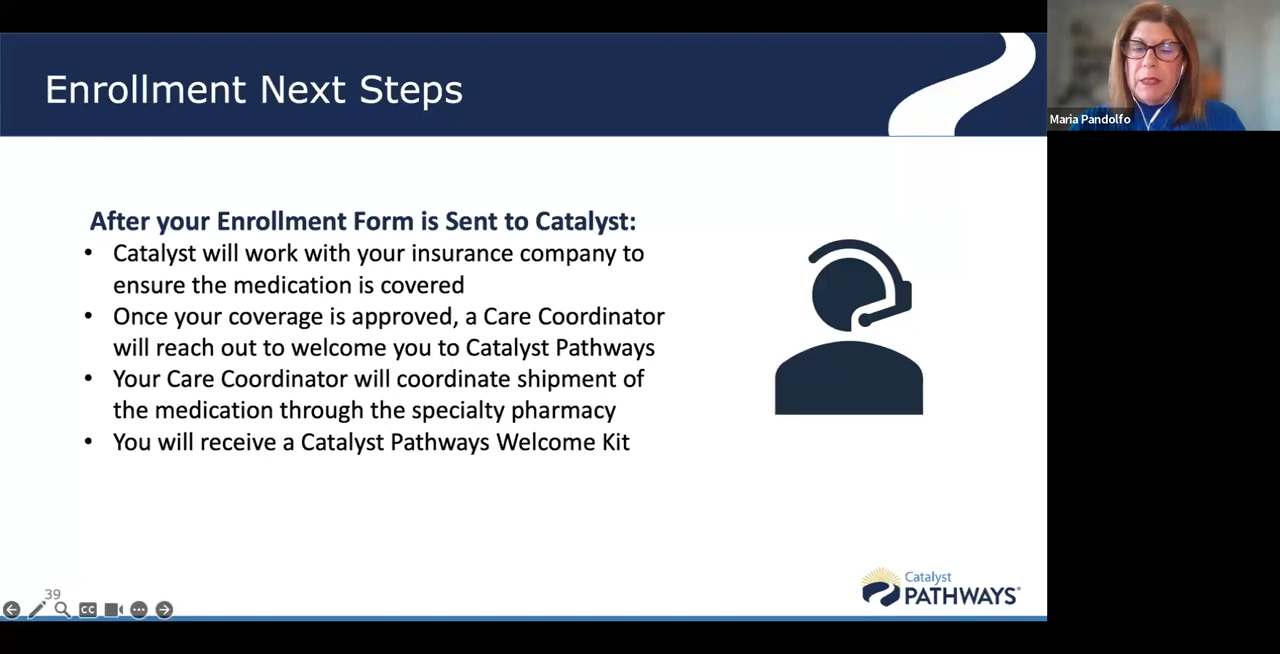 Enrollment Next Steps
Maria Pandolfo
After your Enrollment Form is Sent to Catalyst:
• Catalyst will work with your insurance company to
ensure the medication is covered
• Once your coverage is approved, a Care Coordinator
will reach out to welcome you to Catalyst Pathways
• Your Care Coordinator will coordinate shipment of
the medication through the specialty pharmacy
• You will receive a Catalyst Pathways Welcome Kit
39
CC
Catalyst
PATHWAYS®